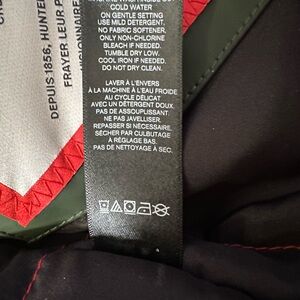 COLD WATER
ON GENTLE SETTING
USE MILD DETERGENT.
NO FABRIC SOFTENER.
ONLY NON-CHLORINE
BLEACH IF NEEDED.
TUMBLE DRY LOW.
COOL IRON IF NEEDED.
DO NOT DRY CLEAN.
LAVER À L'ENVERS
À LA MACHINE À L'EAU FROIDE
AU CYCLE DÉLICAT
AVEC UN DÉTERGENT DOUX.
PAS D'ASSOUPLISSANT
NE PAS JAVELLISER.
REPASSER SI NÉCESSAIRE.
SÉCHER PAR CULBUTAGE
À RÉGLAGE BAS.
PAS DE NETTOYAGE À SEC.
DEPUIS 1856, HUNTER
FRAYER LEUR P